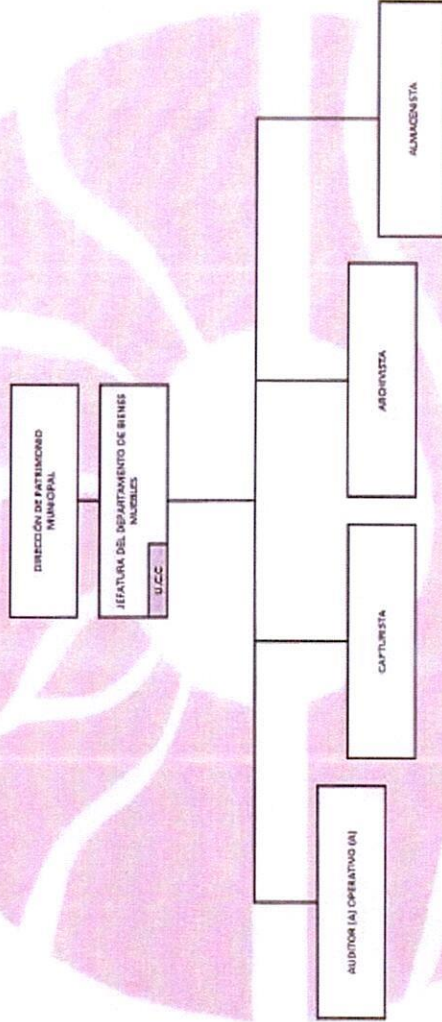 DIRECCIÓN DE PATRIMONIO
MUNICIPAL
JEFATURA DEL DEPARTAMENTO DE BIENES
MUEBLES
U.C.C
AUDITOR (A) OPERATIVO (A)
CAPTURISTA
ARCHIVISTA
ALMACENISTA